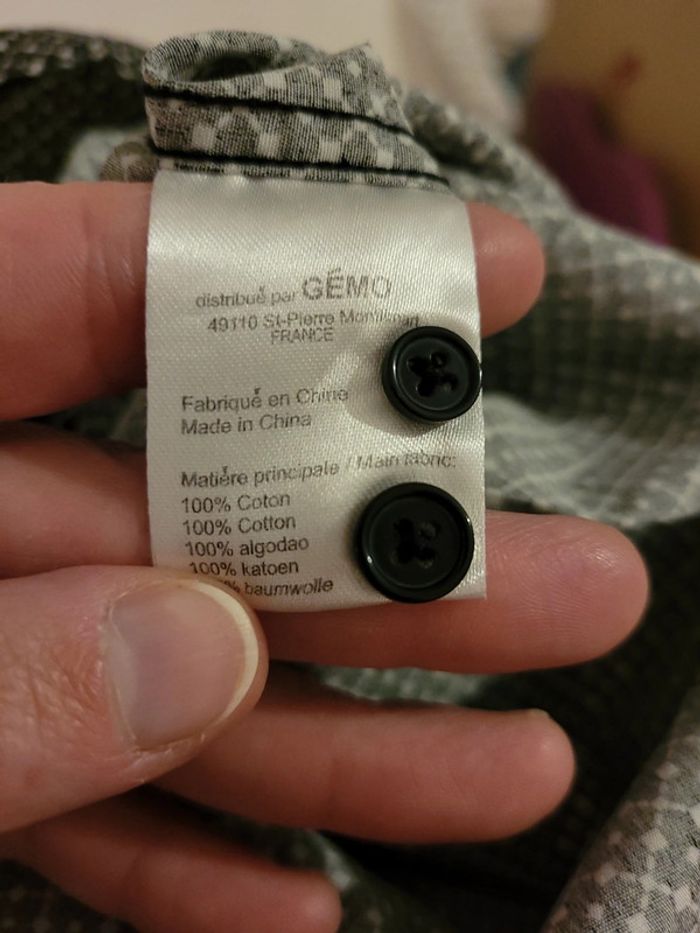 distribué par GÉMO
49110 St-Pierre Montlimart
FRANCE
Fabriqué en Chine
Made in China
Matière principale / Main fabric:
100% Coton
100% Cotton
100% algodao
100% katoen
% baumwolle